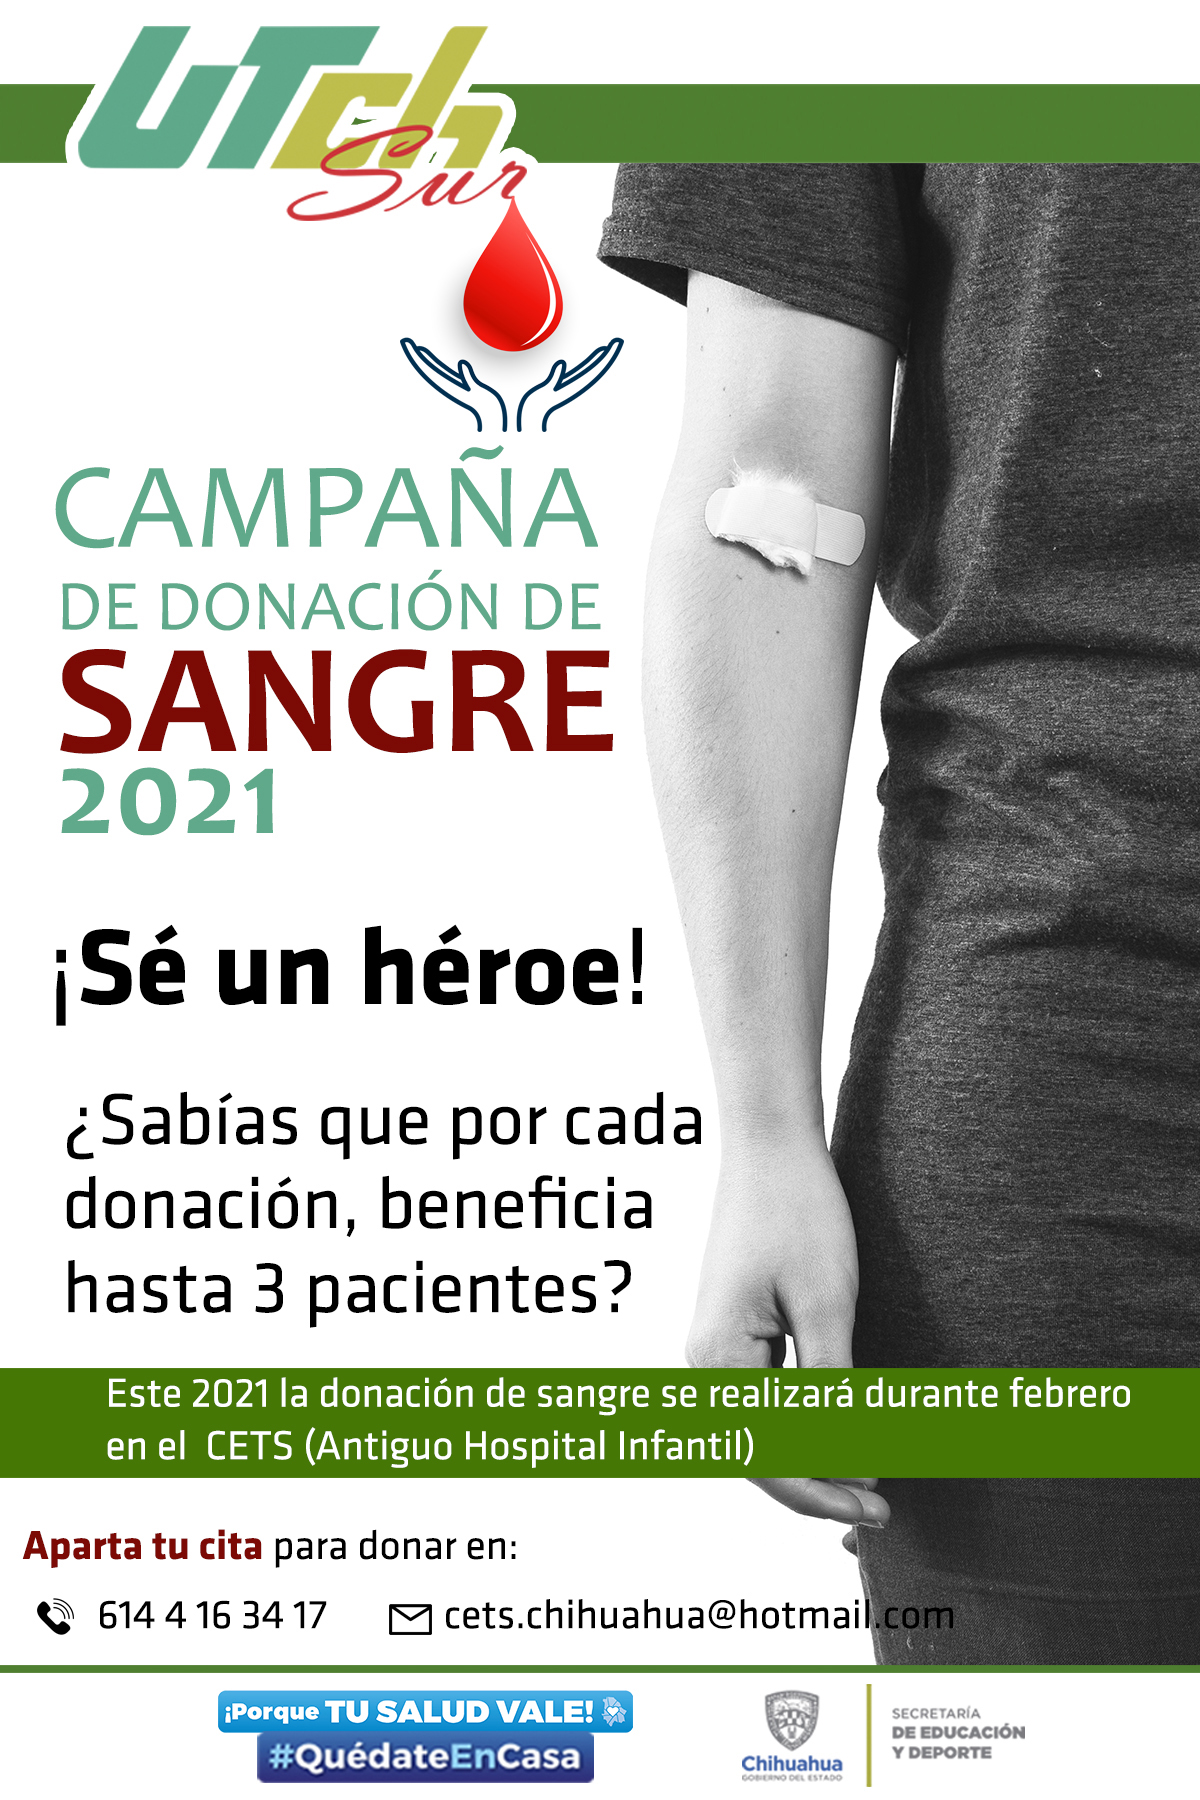 UTch
Sur
CAMPAÑA
DE DONACIÓN DE
SANGRE
2021
¡Sé un héroe!
¿Sabías que por cada
donación, beneficia
hasta 3 pacientes?
Este 2021 la donación de sangre se realizará durante febrero
en el CETS (Antiguo Hospital Infantil)
Aparta tu cita para donar en:
614 4 16 34 17
cets.chihuahua@hotmail.com
¡Porque TU SALUD VALE!
#QuédateEnCasa
Chihuahua
GOBIERNO DEL ESTADO
SECRETARÍA
DE EDUCACIÓN
Y DEPORTE